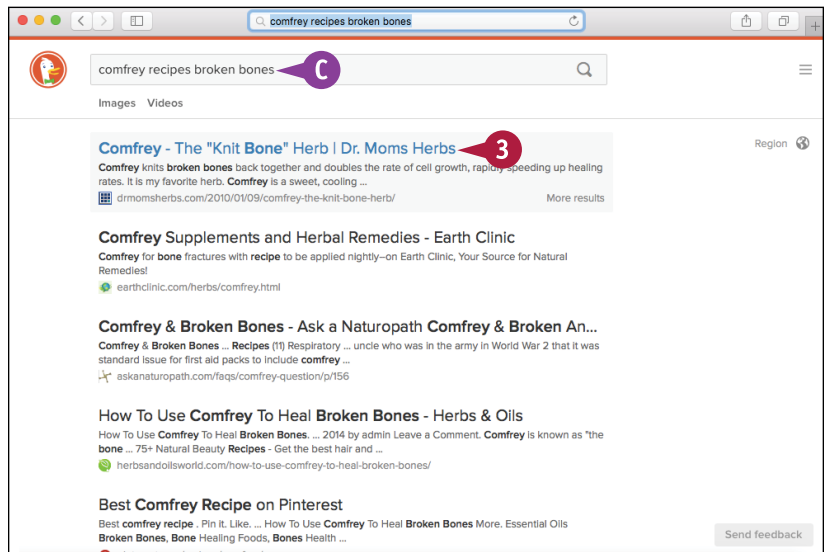 comfrey recipes broken bones
comfrey recipes broken bones C
Images Videos
Comfrey - The "Knit Bone" Herb | Dr. Moms Herbs 3
Region
Comfrey knits broken bones back together and doubles the rate of cell growth, rapidly speeding up healing
rates. It is my favorite herb. Comfrey is a sweet, cooling ...
drmomsherbs.com/2010/01/09/comfrey-the-knit-bone-herb/ More results
Comfrey Supplements and Herbal Remedies - Earth Clinic
Comfrey for bone fractures with recipe to be applied nightly–on Earth Clinic, Your Source for Natural
Remedies!
earthclinic.com/herbs/comfrey.html
Comfrey & Broken Bones - Ask a Naturopath Comfrey & Broken An...
Comfrey & Broken Bones ... Recipes (11) Respiratory ... uncle who was in the army in World War 2 that it was
standard issue for first aid packs to include comfrey ...
askanaturopath.com/faqs/comfrey-question/p/156
How To Use Comfrey To Heal Broken Bones - Herbs & Oils
How To Use Comfrey To Heal Broken Bones. ... 2014 by admin Leave a Comment. Comfrey is known as "the
bone ... 75+ Natural Beauty Recipes - Get the best hair and ...
herbsandoilsworld.com/how-to-use-comfrey-to-heal-broken-bones/
Best Comfrey Recipe on Pinterest
Best comfrey recipe . Pin it. Like. ... How To Use Comfrey To Heal Broken Bones More. Essential Oils
Broken Bones, Bone Healing Foods, Bones Health ...
Send feedback